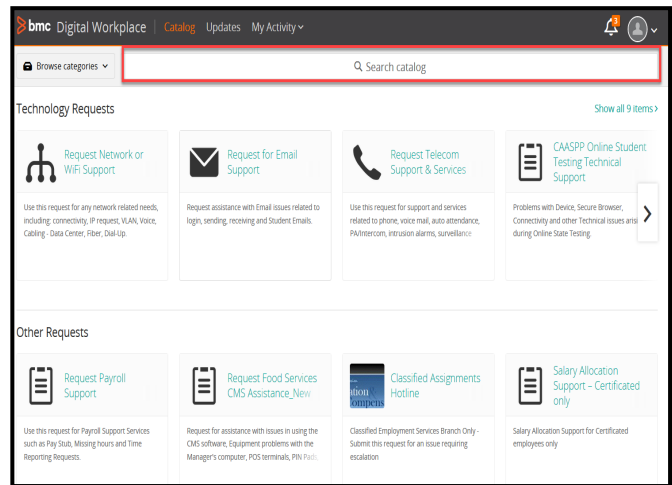 bmc Digital Workplace | Catalog Updates My Activity
3
Browse categories
Search catalog
Technology Requests
Show all 9 items
Request Network or
WiFi Support
Use this request for any network related needs,
including: connectivity, IP request, VLAN, Voice,
Cabling - Data Center, Fiber, Dial-Up.
Request for Email
Support
Request assistance with Email issues related to
login, sending, receiving and Student Emails.
Request Telecom
Support & Services
Use this request for support and services
related to phone, voice mail, auto attendance,
PA/Intercom, intrusion alarms, surveillance
CAASPP Online Student
Testing Technical
Support
Problems with Device, Secure Browser,
Connectivity and other Technical issues arisi
during Online State Testing.
Other Requests
Request Payroll
Support
Use this request for Payroll Support Services
such as Pay Stub, Missing hours and Time
Reporting Requests.
Request Food Services
CMS Assistance_New
Request for assistance with issues in using the
CMS software, Equipment problems with the
Manager's computer, POS terminals, PIN Pads,
Classified Assignments
Hotline
Classified Employment Services Branch Only -
Submit this request for an issue requiring
escalation
Salary Allocation
Support – Certificated
only
Salary Allocation Support for Certificated
employees only